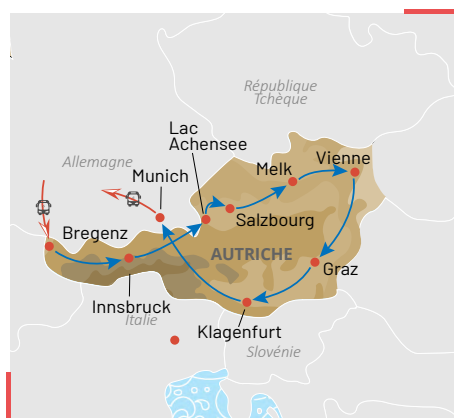 République
Tchèque
Lac
Achensee
Allemagne
Munich
Melk
Vienne
Bregenz
Salzbourg
AUTRICHE
Graz
Innsbruck
Italie
Klagenfurt
Slovénie